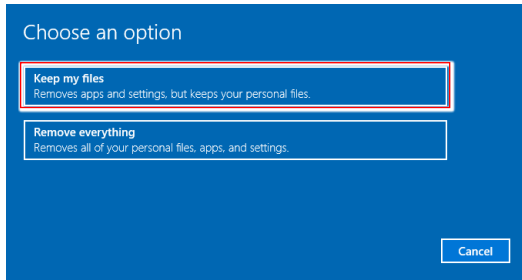 Choose an option
Keep my files
Removes apps and settings, but keeps your personal files.
Remove everything
Removes all of your personal files, apps, and settings.
Cancel